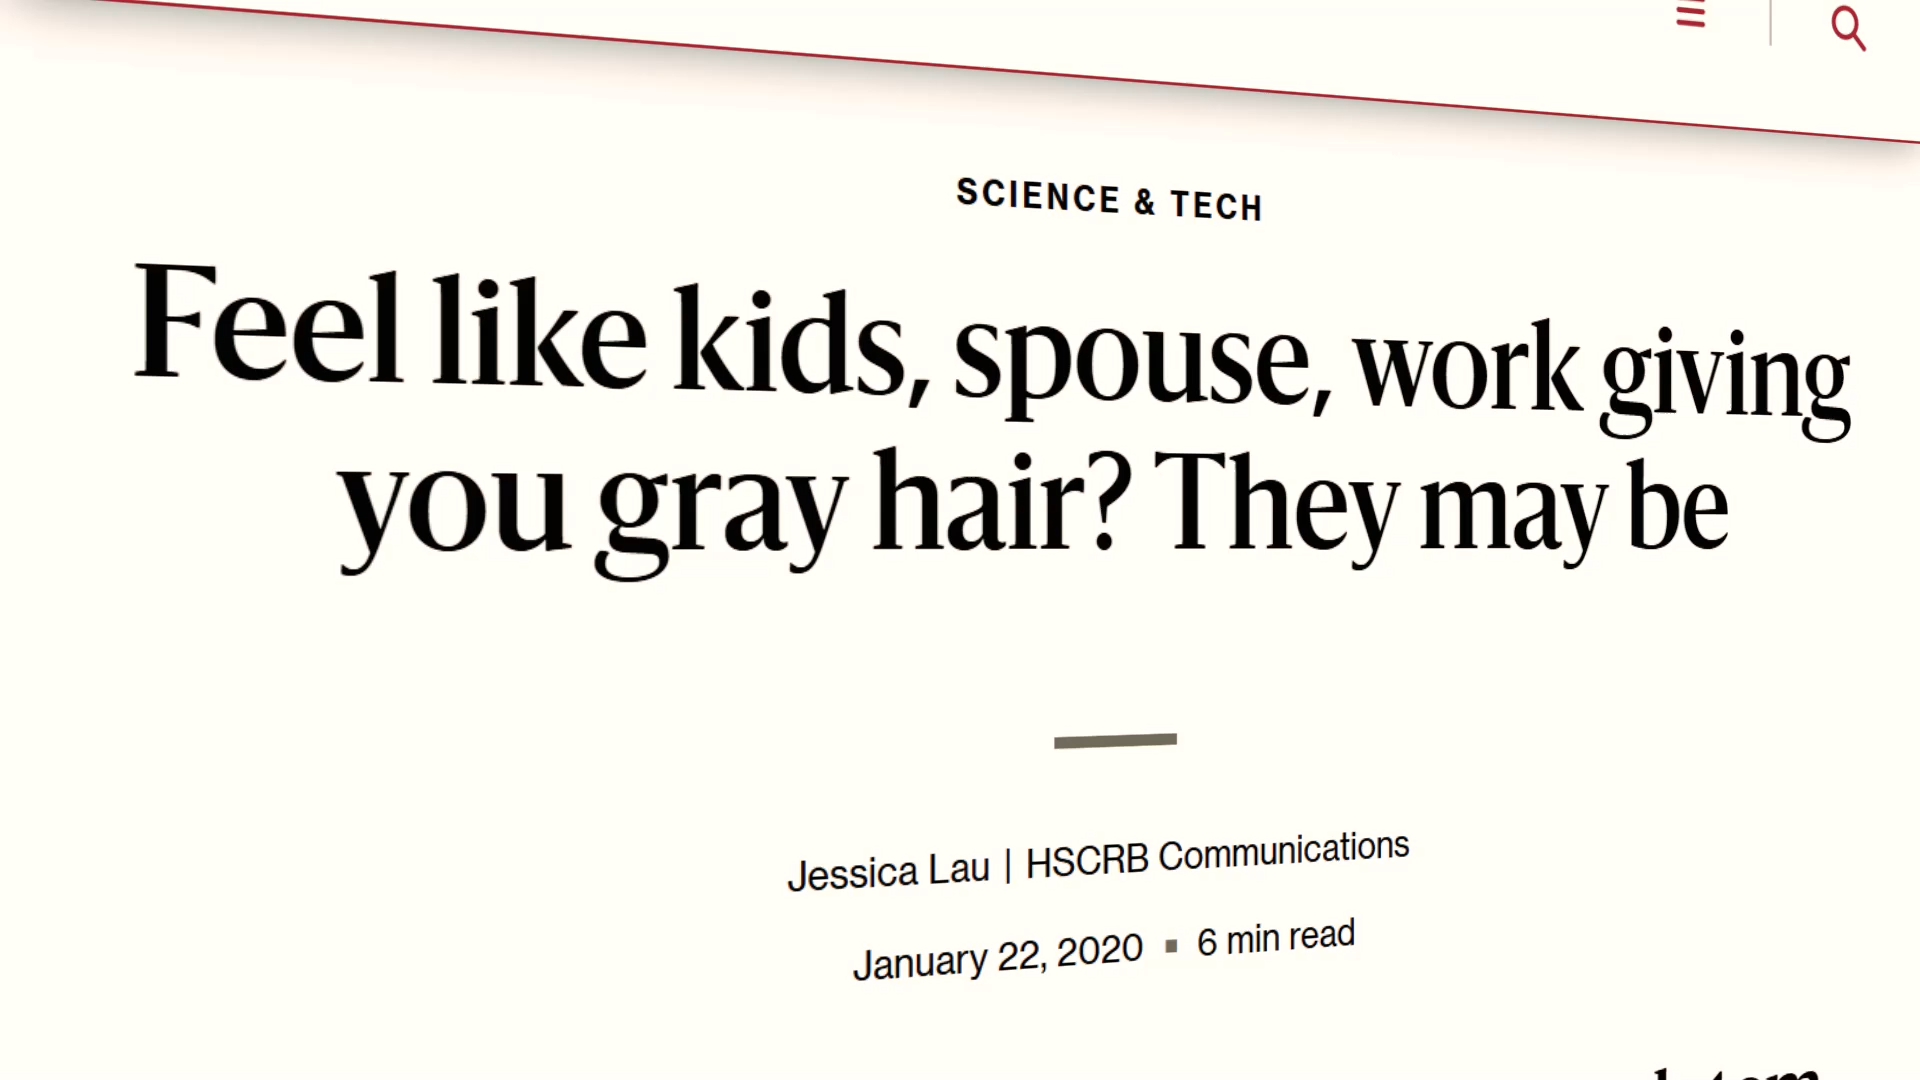 SCIENCE & TECH
Feel like kids, spouse, work giving
you gray hair? They may be
Jessica Lau | HSCRB Communications
January 22, 2020 ▪ 6 min read